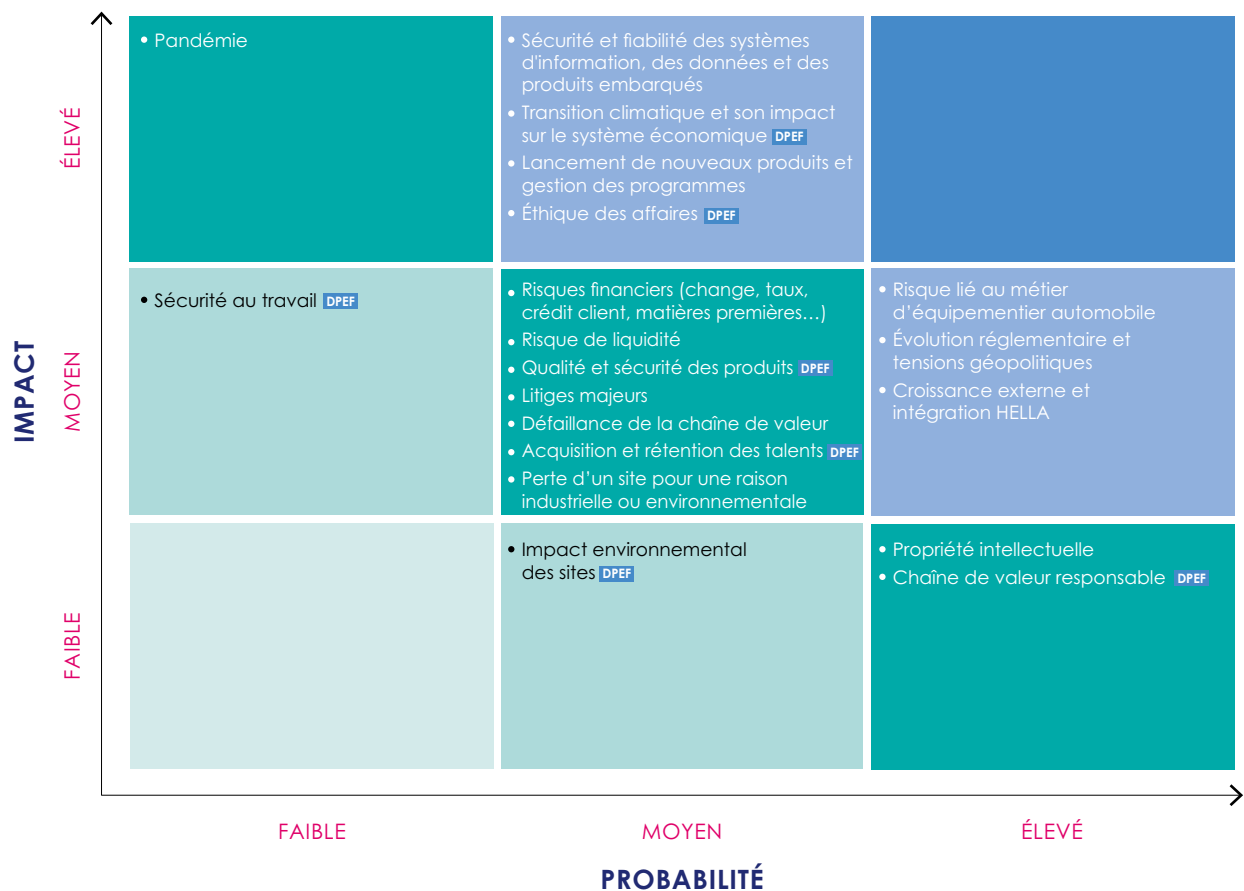 IMPACT
ÉLEVÉ
• Pandémie
• Sécurité et fiabilité des systèmes
d'information, des données et des
produits embarqués
• Transition climatique et son impact
sur le système économique DPEF
• Lancement de nouveaux produits et
gestion des programmes
• Éthique des affaires DPEF
MOYEN
• Sécurité au travail DPEF
• Risques financiers (change, taux,
crédit client, matières premières…)
• Risque de liquidité
• Qualité et sécurité des produits DPEF
• Litiges majeurs
• Défaillance de la chaîne de valeur
• Acquisition et rétention des talents DPEF
• Perte d’un site pour une raison
industrielle ou environnementale
• Risque lié au métier
d’équipementier automobile
• Évolution réglementaire et
tensions géopolitiques
• Croissance externe et
intégration HELLA
FAIBLE
• Impact environnemental
des sites DPEF
• Propriété intellectuelle
• Chaîne de valeur responsable DPEF
FAIBLE
MOYEN
ÉLEVÉ
PROBABILITÉ